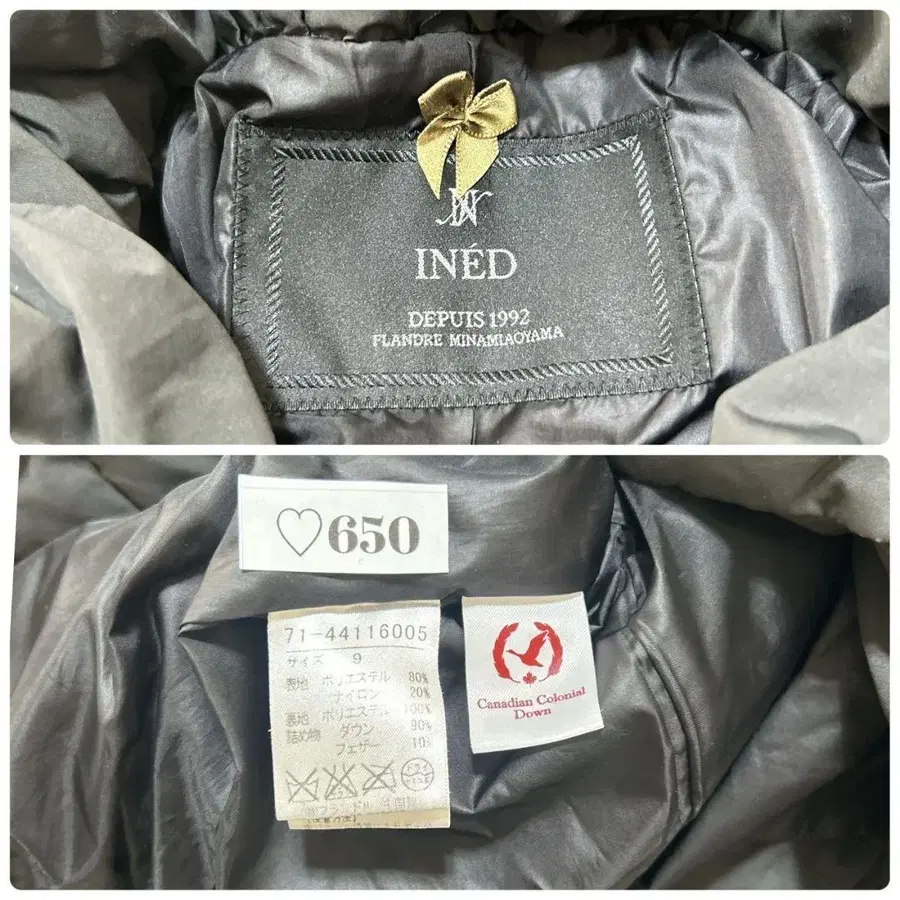 INÉD
DEPUIS 1992
FLANDRE MINAMIAOYAMA
♡650
71-44116005
サイズ 9
表地 ポリエステル 80%
ナイロン 20%
裏地 ポリエステル 100%
詰め物 ダウン 90%
フェザー 10%
Canadian Colonial
Down